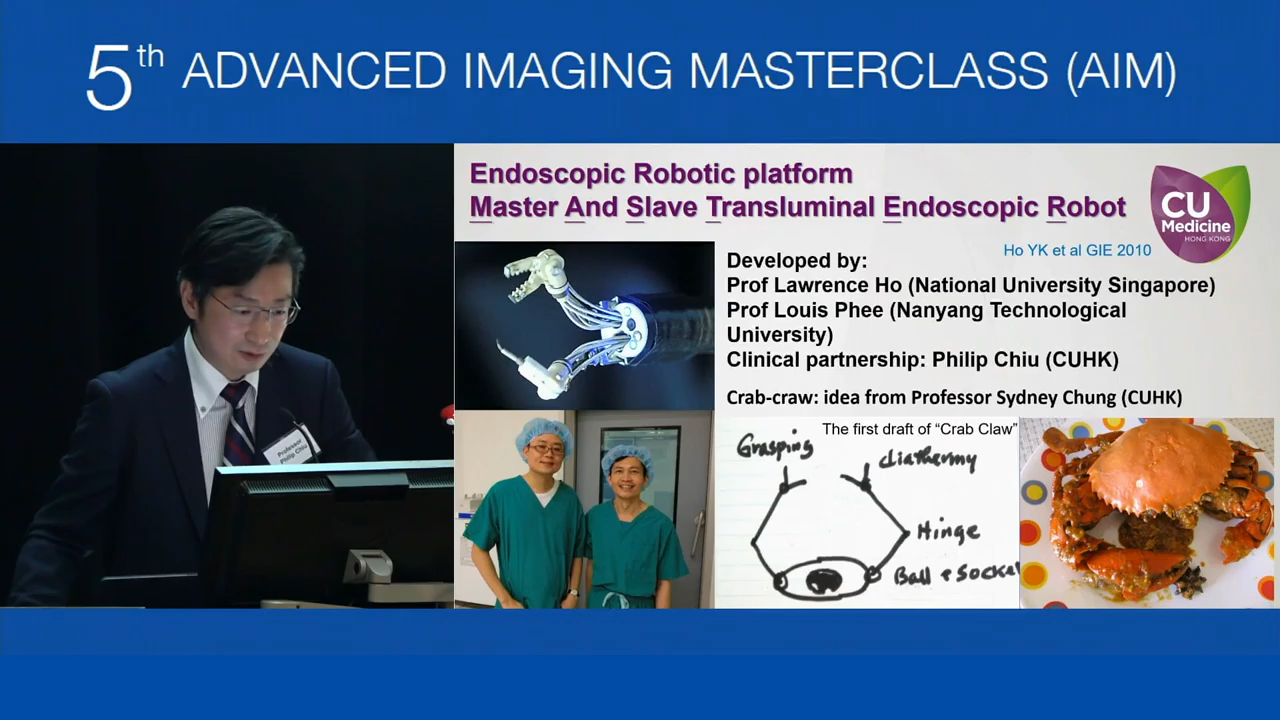 5th ADVANCED IMAGING MASTERCLASS (AIM)
Endoscopic Robotic platform
Master And Slave Transluminal Endoscopic Robot
CU
Medicine
HONG KONG
Ho YK et al GIE 2010
Developed by:
Prof Lawrence Ho (National University Singapore)
Prof Louis Phee (Nanyang Technological
University)
Clinical partnership: Philip Chiu (CUHK)
Crab-craw: idea from Professor Sydney Chung (CUHK)
The first draft of “Crab Claw”
Grasping
diathermy
Hinge
Ball + Socket
Professor
Philip Chiu